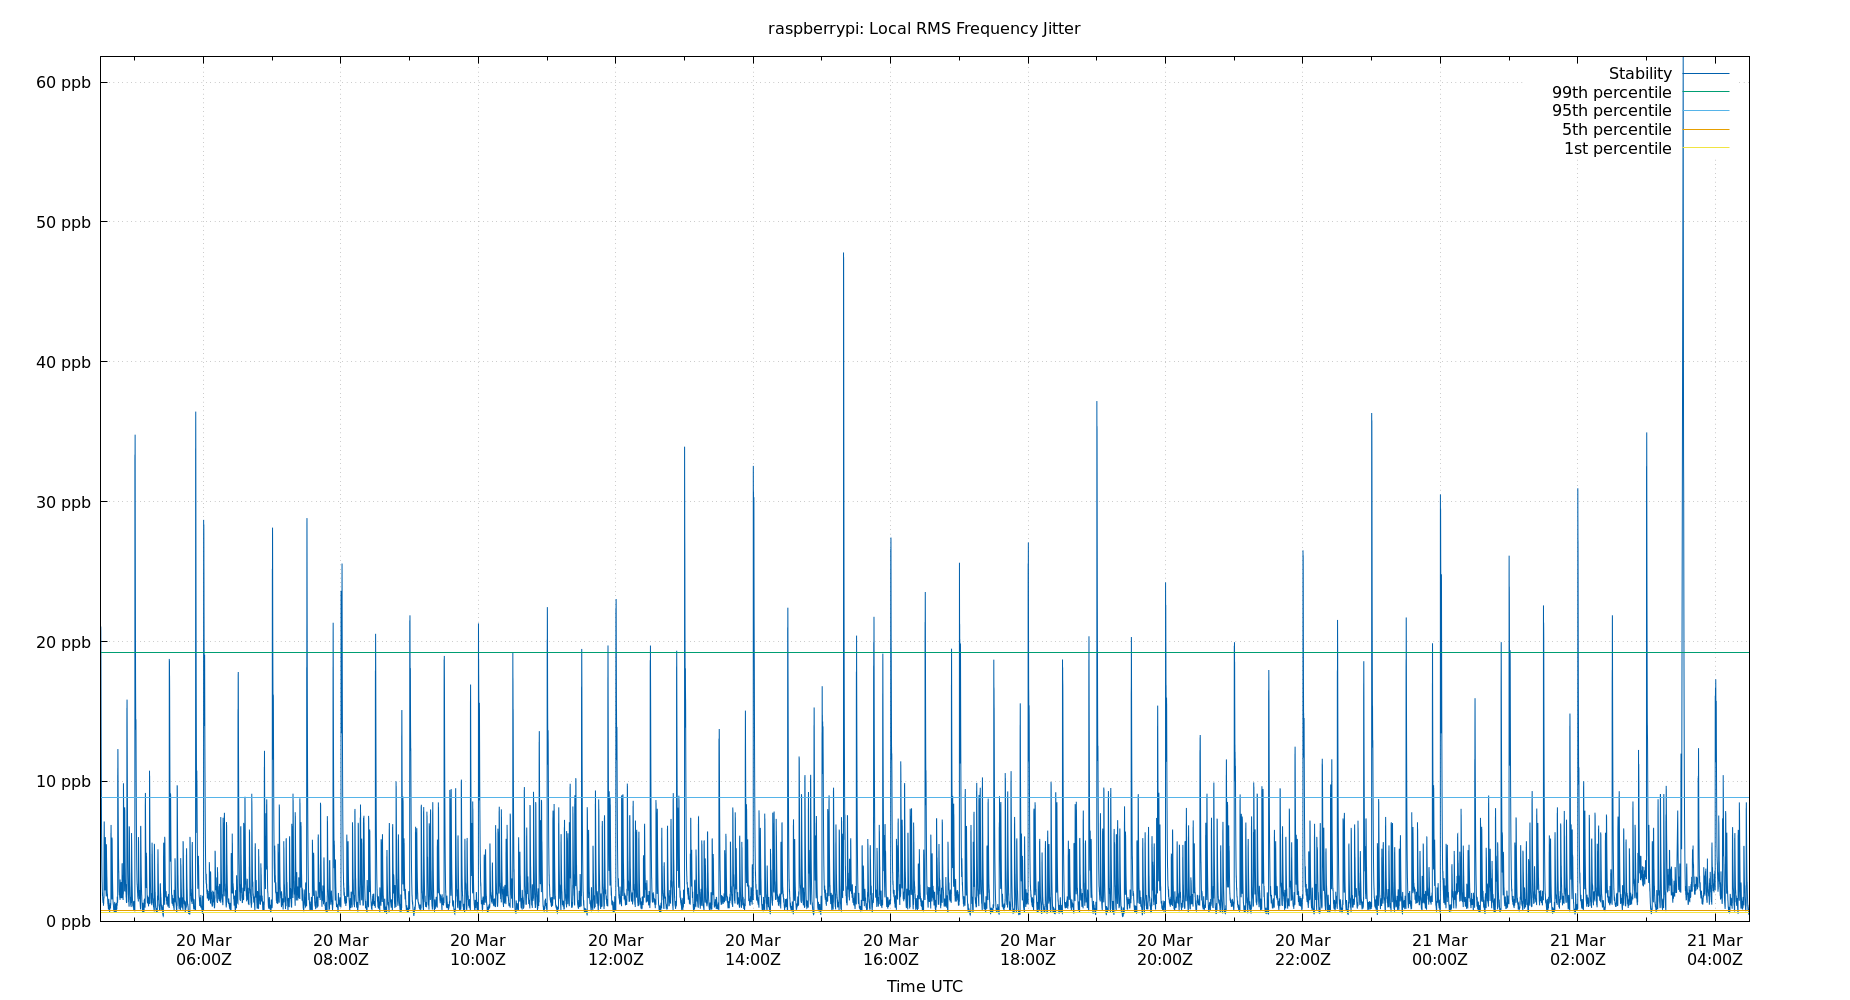 raspberrypi: Local RMS Frequency Jitter
60 ppb
50 ppb
40 ppb
30 ppb
20 ppb
10 ppb
0 ppb
Stability
99th percentile
95th percentile
5th percentile
1st percentile
20 Mar 20 Mar 20 Mar 20 Mar 20 Mar 20 Mar 20 Mar 20 Mar 20 Mar 21 Mar 21 Mar 21 Mar
06:00Z 08:00Z 10:00Z 12:00Z 14:00Z 16:00Z 18:00Z 20:00Z 22:00Z 00:00Z 02:00Z 04:00Z
Time UTC